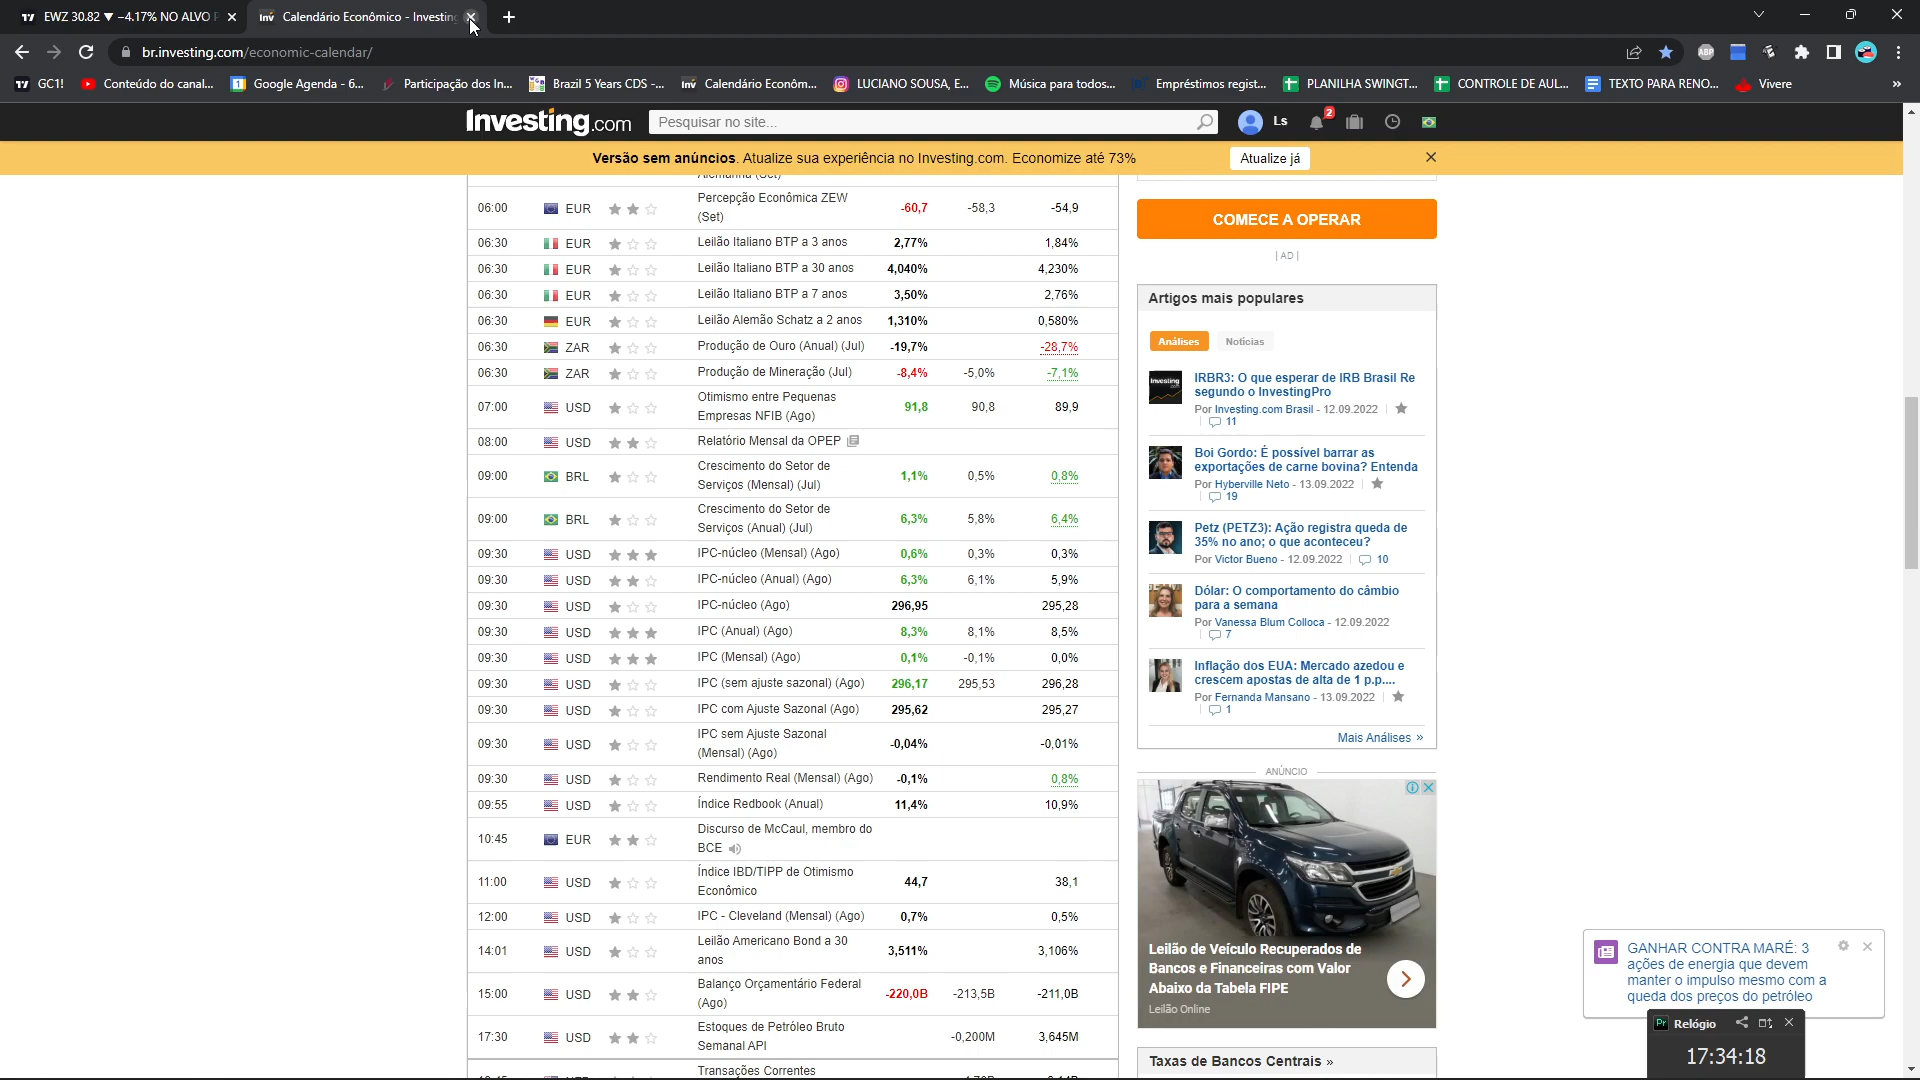 EWZ 30.82 ▼ −4.17% NO ALVO
Calendário Econômico - Investing
br.investing.com/economic-calendar/
GC1!
Conteúdo do canal...
Google Agenda - 6...
Participação dos In...
Brazil 5 Years CDS -...
Calendário Econôm...
LUCIANO SOUSA, E...
Música para todos...
Empréstimos regist...
PLANILHA SWINGT...
CONTROLE DE AUL...
TEXTO PARA RENO...
Vivere
»
Investing.com
Pesquisar no site...
Ls
2
Versão sem anúncios. Atualize sua experiência no Investing.com. Economize até 73%
Atualize já
06:00 EUR Percepção Econômica ZEW
(Set) -60,7 -58,3 -54,9
06:30 EUR Leilão Italiano BTP a 3 anos 2,77% 1,84%
06:30 EUR Leilão Italiano BTP a 30 anos 4,040% 4,230%
06:30 EUR Leilão Italiano BTP a 7 anos 3,50% 2,76%
06:30 EUR Leilão Alemão Schatz a 2 anos 1,310% 0,580%
06:30 ZAR Produção de Ouro (Anual) (Jul) -19,7% -28,7%
06:30 ZAR Produção de Mineração (Jul) -8,4% -5,0% -7,1%
07:00 USD Otimismo entre Pequenas
Empresas NFIB (Ago) 91,8 90,8 89,9
08:00 USD Relatório Mensal da OPEP
09:00 BRL Crescimento do Setor de
Serviços (Mensal) (Jul) 1,1% 0,5% 0,8%
09:00 BRL Crescimento do Setor de
Serviços (Anual) (Jul) 6,3% 5,8% 6,4%
09:30 USD IPC-núcleo (Mensal) (Ago) 0,6% 0,3% 0,3%
09:30 USD IPC-núcleo (Anual) (Ago) 6,3% 6,1% 5,9%
09:30 USD IPC-núcleo (Ago) 296,95 295,28
09:30 USD IPC (Anual) (Ago) 8,3% 8,1% 8,5%
09:30 USD IPC (Mensal) (Ago) 0,1% -0,1% 0,0%
09:30 USD IPC (sem ajuste sazonal) (Ago) 296,17 295,53 296,28
09:30 USD IPC com Ajuste Sazonal (Ago) 295,62 295,27
09:30 USD IPC sem Ajuste Sazonal
(Mensal) (Ago) -0,04% -0,01%
09:30 USD Rendimento Real (Mensal) (Ago) -0,1% 0,8%
09:55 USD Índice Redbook (Anual) 11,4% 10,9%
10:45 EUR Discurso de McCaul, membro do
BCE
11:00 USD Índice IBD/TIPP de Otimismo
Econômico 44,7 38,1
12:00 USD IPC - Cleveland (Mensal) (Ago) 0,7% 0,5%
14:01 USD Leilão Americano Bond a 30
anos 3,511% 3,106%
15:00 USD Balanço Orçamentário Federal
(Ago) -220,0B -213,5B -211,0B
17:30 USD Estoques de Petróleo Bruto
Semanal API -0,200M 3,645M
Transações Correntes
COMECE A OPERAR
| AD |
Artigos mais populares
Análises
Notícias
IRBR3: O que esperar de IRB Brasil Re
segundo o InvestingPro
Por Investing.com Brasil - 12.09.2022
11
Boi Gordo: É possível barrar as
exportações de carne bovina? Entenda
Por Hyberville Neto - 13.09.2022
19
Petz (PETZ3): Ação registra queda de
35% no ano; o que aconteceu?
Por Victor Bueno - 12.09.2022 10
Dólar: O comportamento do câmbio
para a semana
Por Vanessa Blum Colloca - 12.09.2022
7
Inflação dos EUA: Mercado azedou e
crescem apostas de alta de 1 p.p....
Por Fernanda Mansano - 13.09.2022
1
Mais Análises »
ANÚNCIO
Leilão de Veículo Recuperados de
Bancos e Financeiras com Valor
Abaixo da Tabela FIPE
Leilão Online
Taxas de Bancos Centrais »
GANHAR CONTRA MARÉ: 3
ações de energia que devem
manter o impulso mesmo com a
queda dos preços do petróleo
Pr Relógio
17:34:18